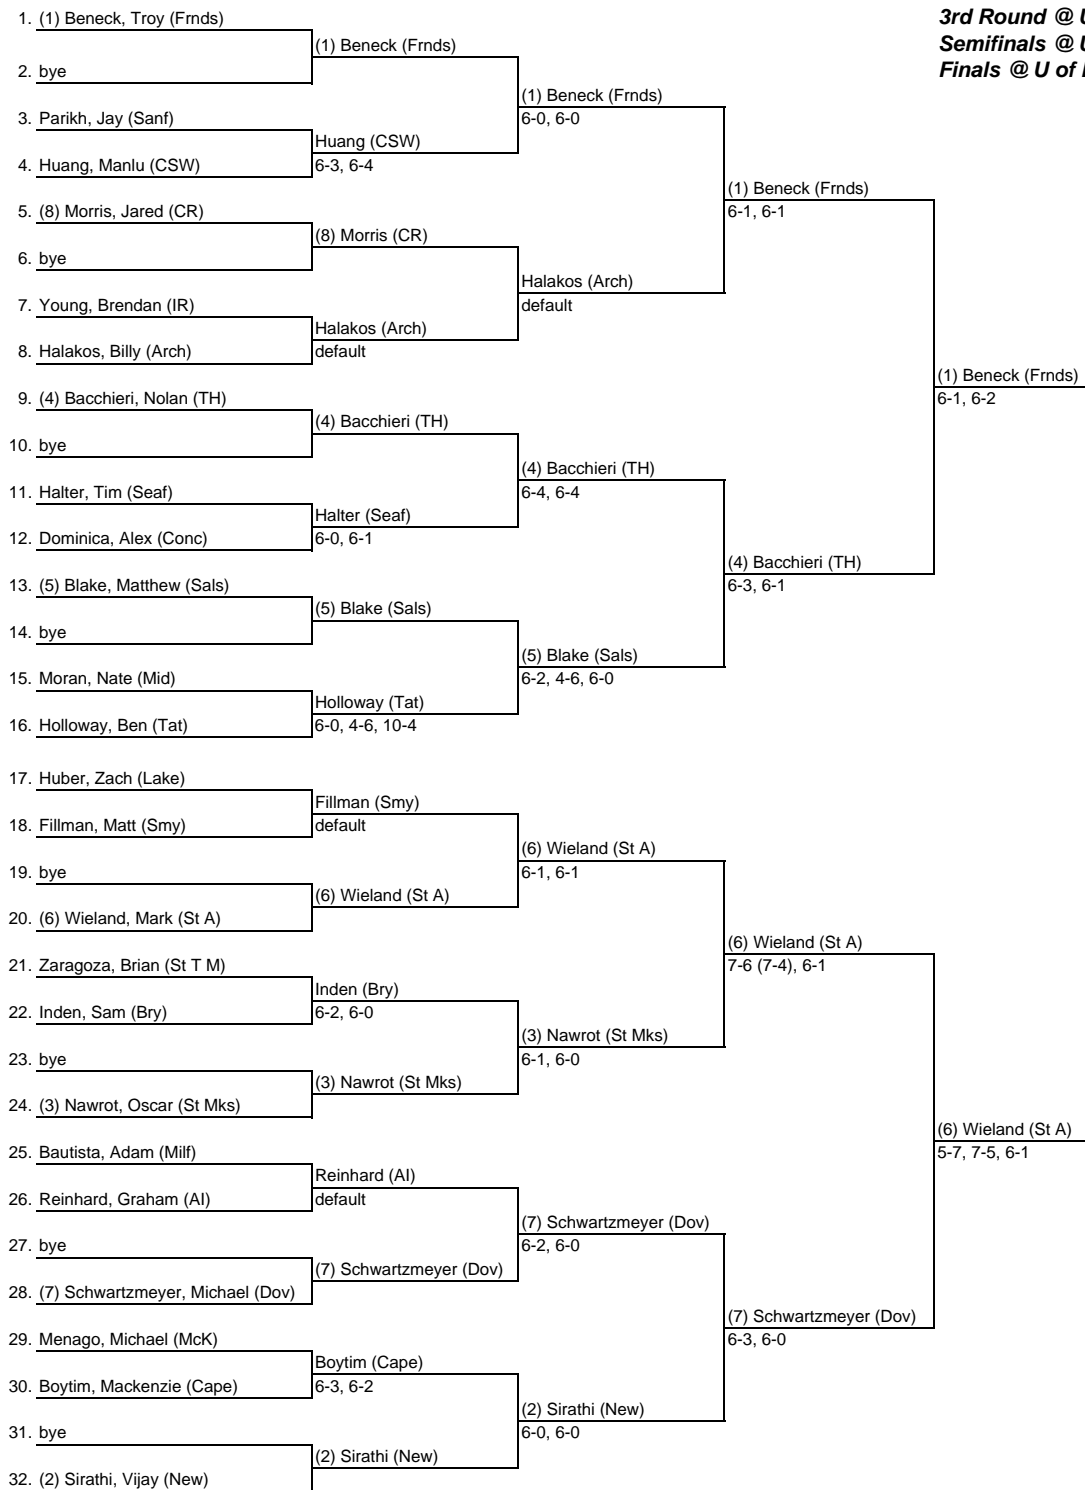 3rd Round @ U
Semifinals @ U
Finals @ U of
1. (1) Beneck, Troy (Frnds)
(1) Beneck (Frnds)
2. bye
(1) Beneck (Frnds)
6-0, 6-0
3. Parikh, Jay (Sanf)
Huang (CSW)
6-3, 6-4
4. Huang, Manlu (CSW)
(1) Beneck (Frnds)
6-1, 6-1
5. (8) Morris, Jared (CR)
(8) Morris (CR)
6. bye
Halakos (Arch)
default
7. Young, Brendan (IR)
Halakos (Arch)
default
8. Halakos, Billy (Arch)
(1) Beneck (Frnds)
6-1, 6-2
9. (4) Bacchieri, Nolan (TH)
(4) Bacchieri (TH)
10. bye
(4) Bacchieri (TH)
6-4, 6-4
11. Halter, Tim (Seaf)
Halter (Seaf)
6-0, 6-1
12. Dominica, Alex (Conc)
(4) Bacchieri (TH)
6-3, 6-1
13. (5) Blake, Matthew (Sals)
(5) Blake (Sals)
14. bye
(5) Blake (Sals)
6-2, 4-6, 6-0
15. Moran, Nate (Mid)
Holloway (Tat)
6-0, 4-6, 10-4
16. Holloway, Ben (Tat)
17. Huber, Zach (Lake)
Fillman (Smy)
default
18. Fillman, Matt (Smy)
(6) Wieland (St A)
6-1, 6-1
19. bye
(6) Wieland (St A)
20. (6) Wieland, Mark (St A)
(6) Wieland (St A)
7-6 (7-4), 6-1
21. Zaragoza, Brian (St T M)
Inden (Bry)
6-2, 6-0
22. Inden, Sam (Bry)
(3) Nawrot (St Mks)
6-1, 6-0
23. bye
(3) Nawrot (St Mks)
24. (3) Nawrot, Oscar (St Mks)
(6) Wieland (St A)
5-7, 7-5, 6-1
25. Bautista, Adam (Milf)
Reinhard (AI)
default
26. Reinhard, Graham (AI)
(7) Schwartzmeyer (Dov)
6-2, 6-0
27. bye
(7) Schwartzmeyer (Dov)
28. (7) Schwartzmeyer, Michael (Dov)
(7) Schwartzmeyer (Dov)
6-3, 6-0
29. Menago, Michael (McK)
Boytim (Cape)
6-3, 6-2
30. Boytim, Mackenzie (Cape)
(2) Sirathi (New)
6-0, 6-0
31. bye
(2) Sirathi (New)
32. (2) Sirathi, Vijay (New)